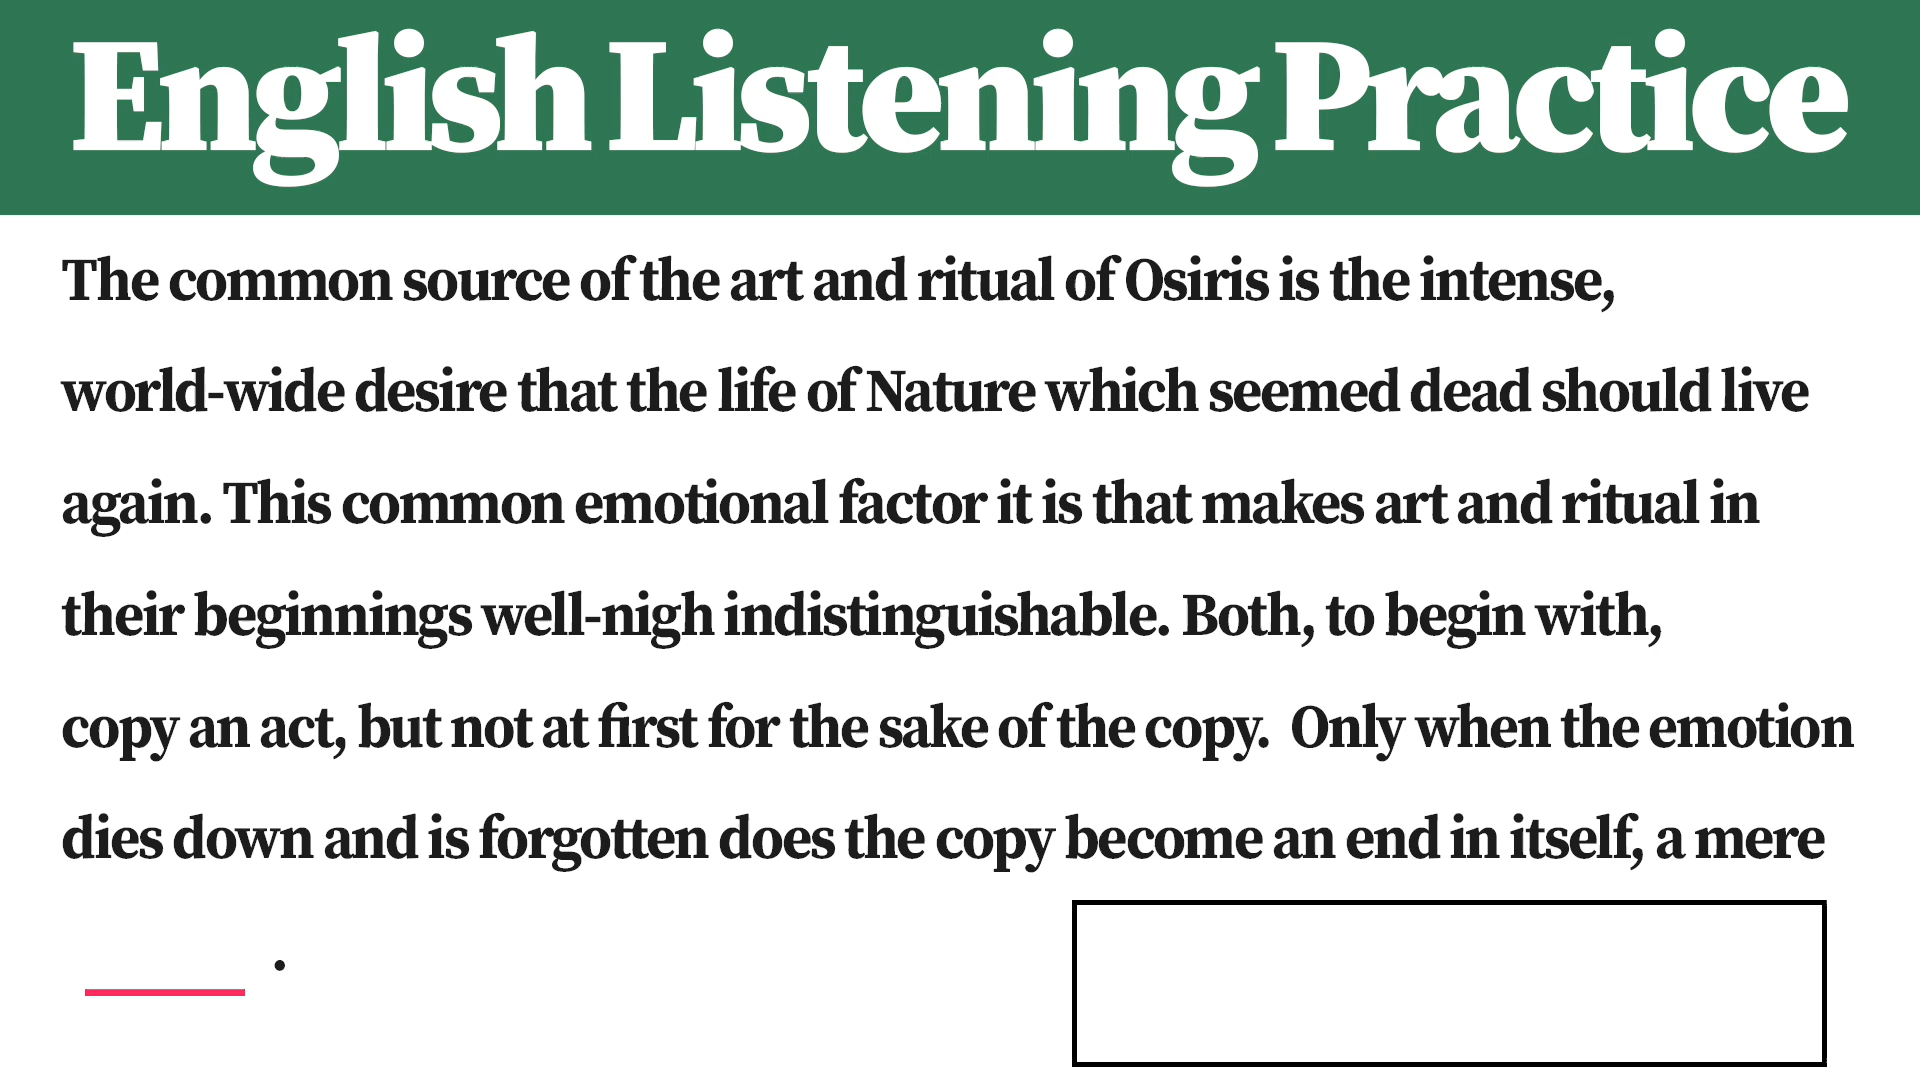 English Listening Practice
The common source of the art and ritual of Osiris is the intense,
world-wide desire that the life of Nature which seemed dead should live
again. This common emotional factor it is that makes art and ritual in
their beginnings well-nigh indistinguishable. Both, to begin with,
copy an act, but not at first for the sake of the copy.  Only when the emotion
dies down and is forgotten does the copy become an end in itself, a mere
.